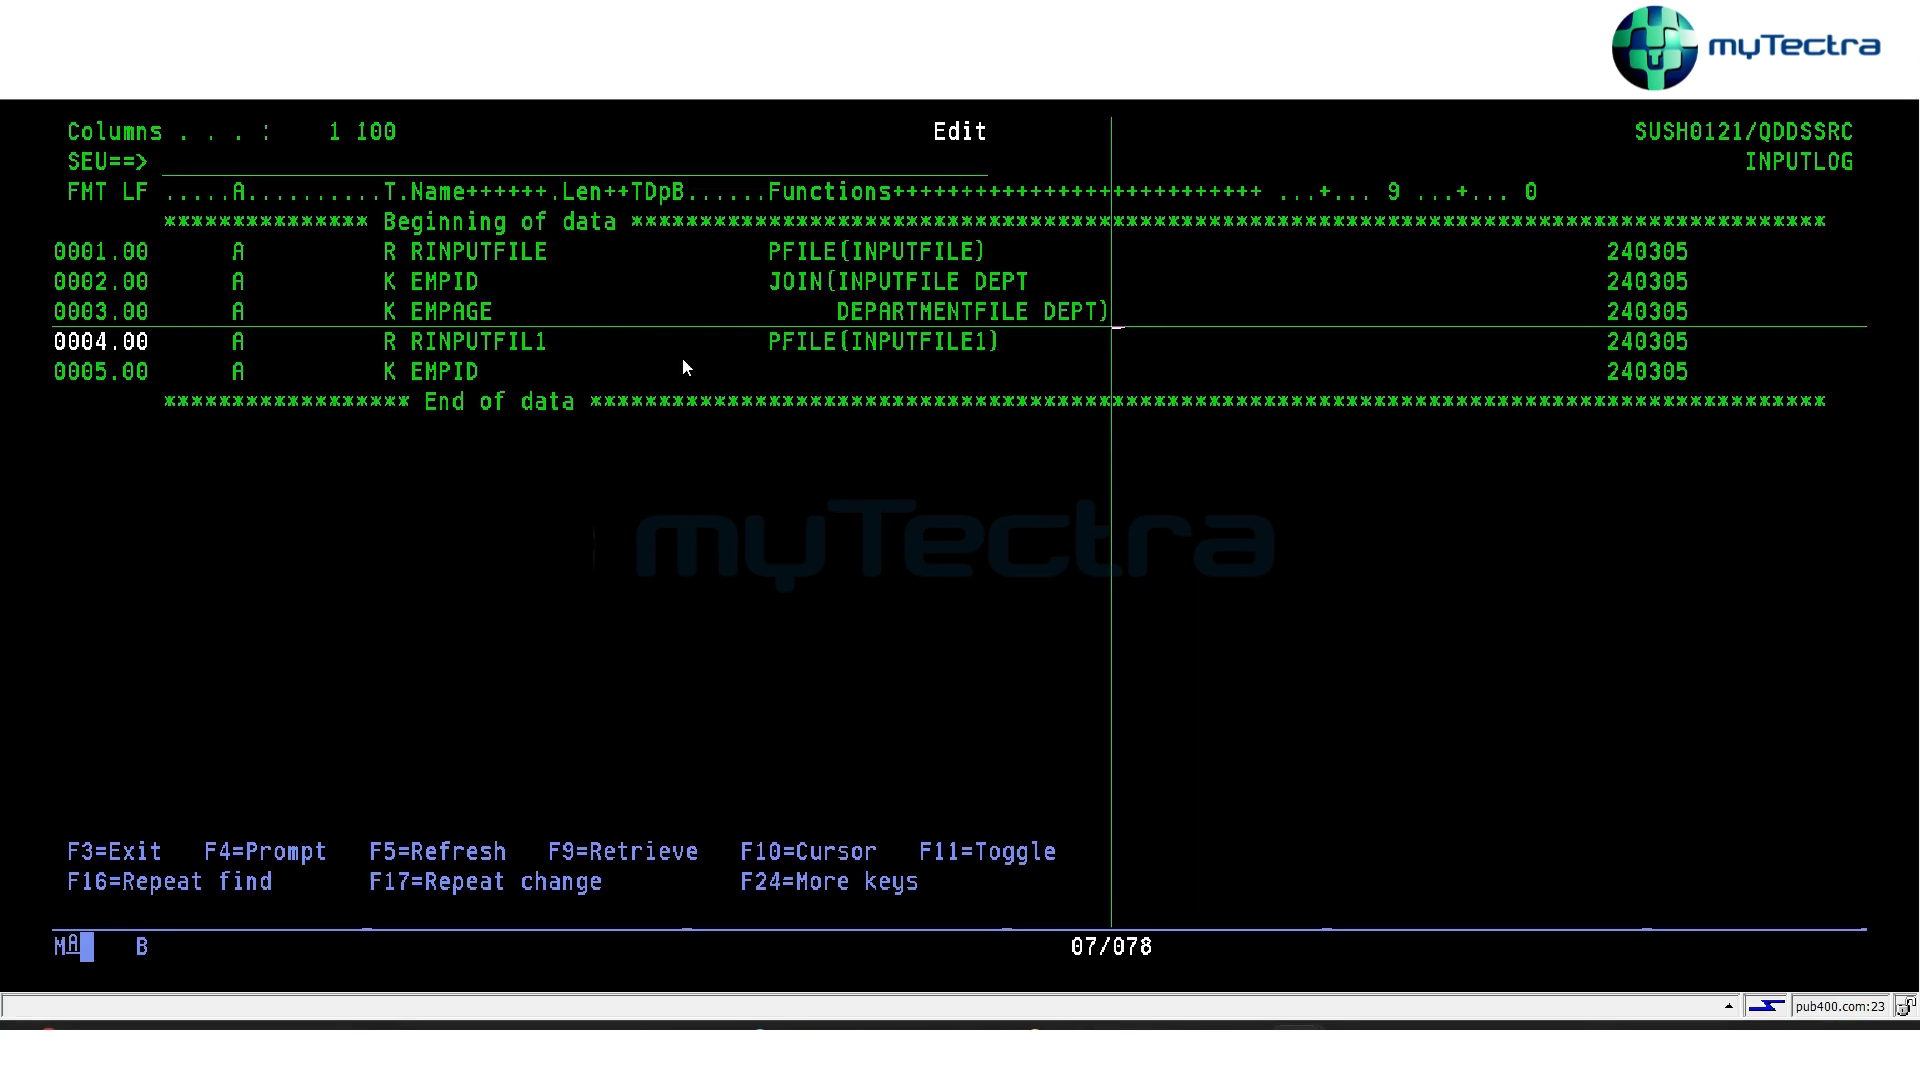 myTectra
Columns . . . :    1 100                    Edit                    SUSH0121/QDDSSRC
SEU==>                    INPUTLOG
FMT LF .....A..........T.Name++++++.Len++TDpB......Functions+++++++++++++++++++++++++++ ...+... 9 ...+... 0
*************** Beginning of data ***************************************************************************************
0001.00      A          R RINPUTFILE                PFILE(INPUTFILE)                    240305
0002.00      A          K EMPID                     JOIN(INPUTFILE DEPT                    240305
0003.00      A          K EMPAGE                         DEPARTMENTFILE DEPT)                    240305
0004.00      A          R RINPUTFIL1                PFILE(INPUTFILE1)                    240305
0005.00      A          K EMPID                    240305
****************** End of data ******************************************************************************************
myTectra
F3=Exit   F4=Prompt   F5=Refresh   F9=Retrieve   F10=Cursor   F11=Toggle
F16=Repeat find       F17=Repeat change          F24=More keys
MA    B                    07/078
pub400.com:23